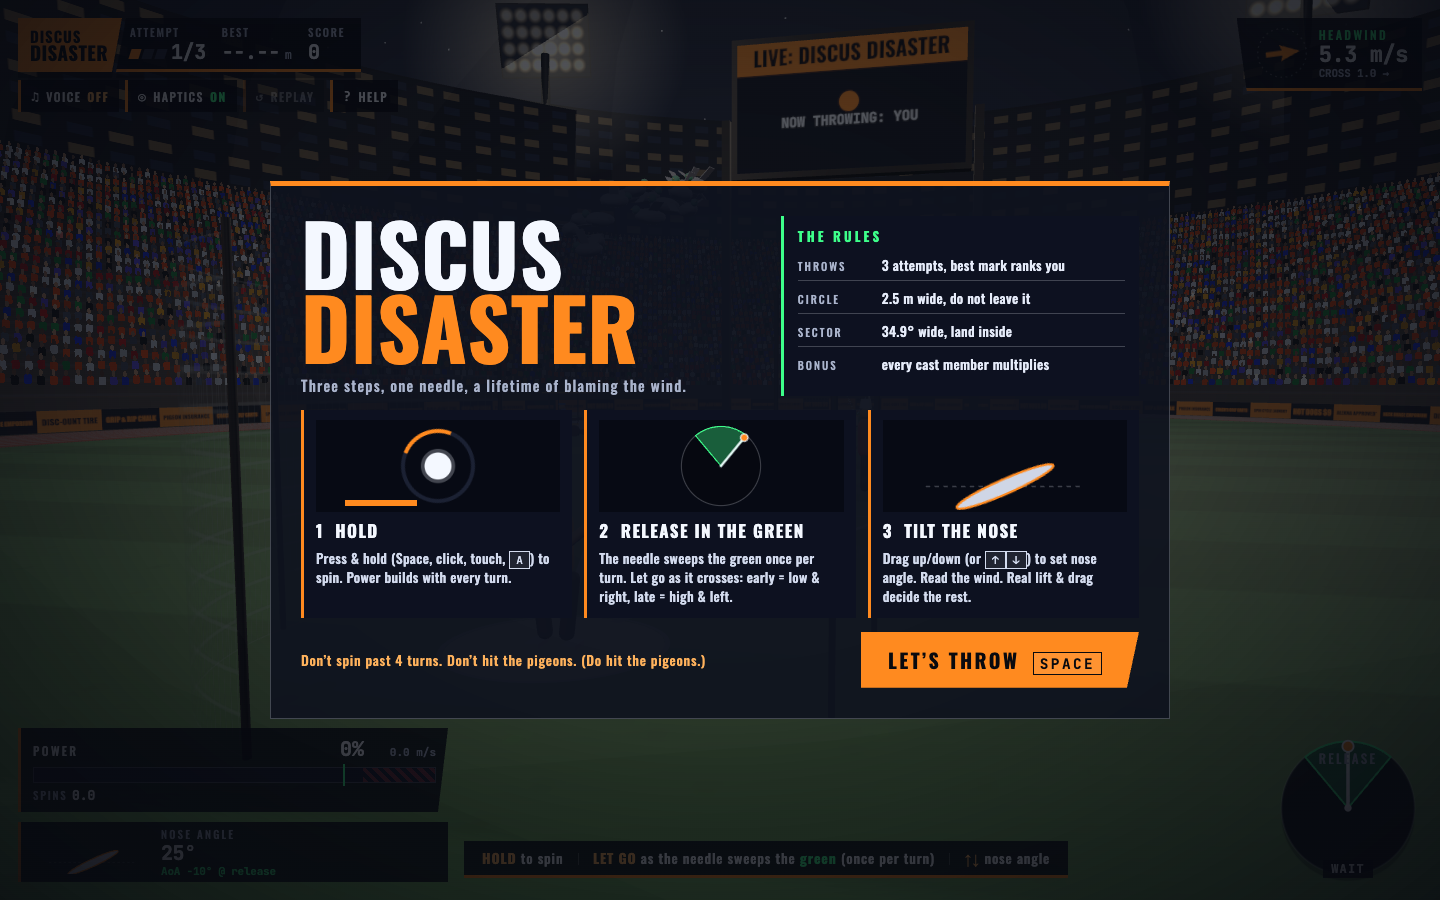 DISCUS
DISASTER
ATTEMPT
1/3
BEST
--.-- m
SCORE
0
♫ VOICE OFF
◎ HAPTICS ON
↺ REPLAY
? HELP
LIVE: DISCUS DISASTER
NOW THROWING: YOU
HEADWIND
5.3 m/s
CROSS 1.0 →
DISCUS
DISASTER
Three steps, one needle, a lifetime of blaming the wind.
THE RULES
THROWS 3 attempts, best mark ranks you
CIRCLE 2.5 m wide, do not leave it
SECTOR 34.9° wide, land inside
BONUS every cast member multiplies
1 HOLD
Press & hold (Space, click, touch, A) to
spin. Power builds with every turn.
2 RELEASE IN THE GREEN
The needle sweeps the green once per
turn. Let go as it crosses: early = low &
right, late = high & left.
3 TILT THE NOSE
Drag up/down (or ↑ ↓) to set nose
angle. Read the wind. Real lift & drag
decide the rest.
Don't spin past 4 turns. Don't hit the pigeons. (Do hit the pigeons.)
LET'S THROW SPACE
POWER 0% 0.0 m/s
SPINS 0.0
NOSE ANGLE
25°
AoA -10° @ release
HOLD to spin
LET GO as the needle sweeps the green (once per turn)
↑↓ nose angle
RELEASE
WAIT